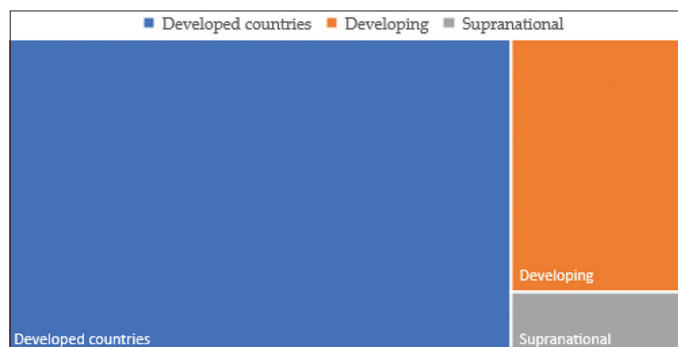 Developed countries Developing Supranational
Developing
Developed countries
Supranational